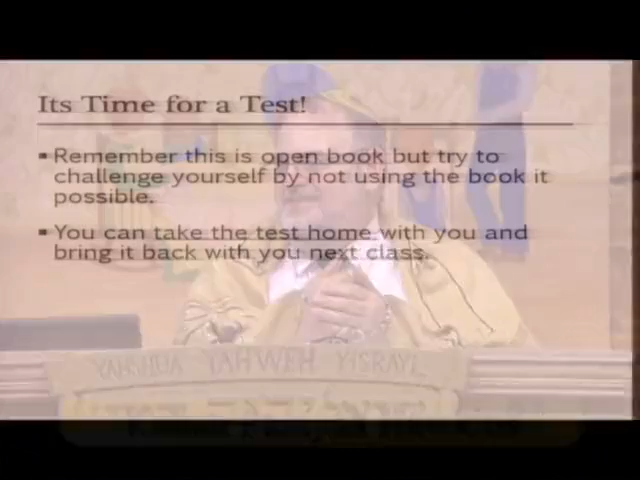 Its Time for a Test!
▪ Remember this is open book but try to
challenge yourself by not using the book it
possible.
▪ You can take the test home with you and
bring it back with you next class.
YAHSHUA YAHWEH YISRAYL